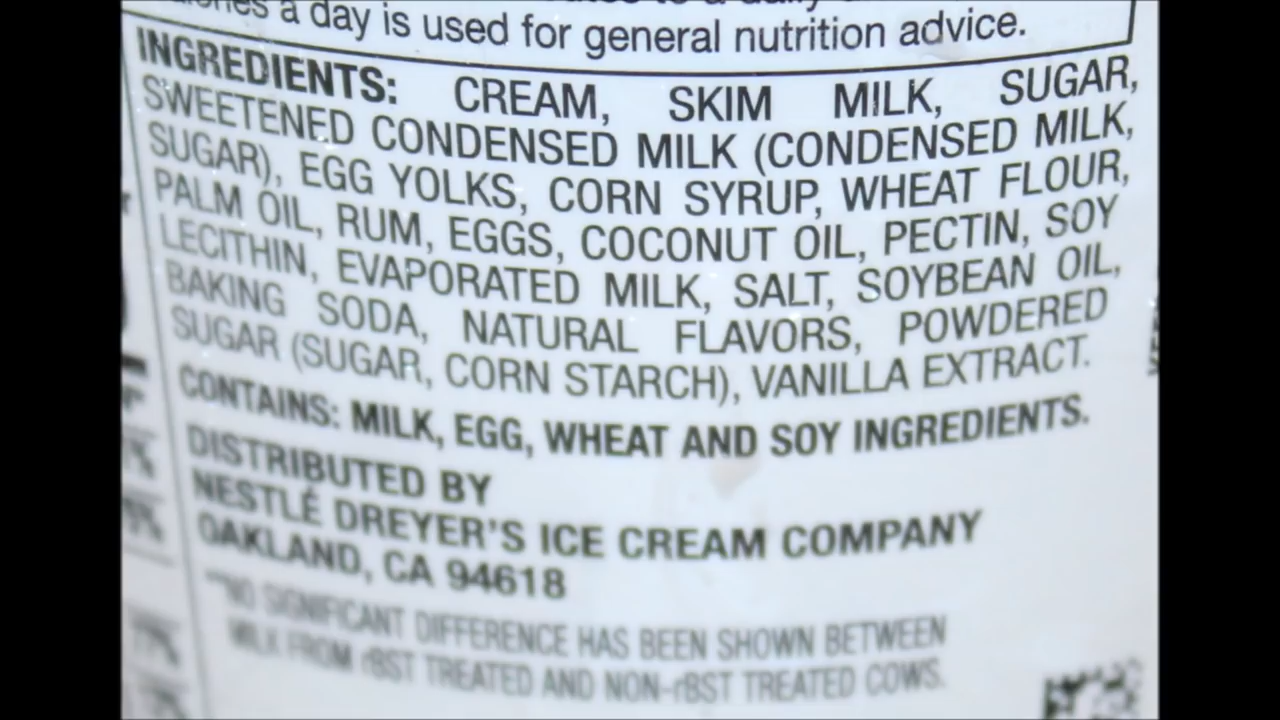 a day is used for general nutrition advice.
INGREDIENTS: CREAM, SKIM MILK, SUGAR,
SWEETENED CONDENSED MILK (CONDENSED MILK,
SUGAR), EGG YOLKS, CORN SYRUP, WHEAT FLOUR,
PALM OIL, RUM, EGGS, COCONUT OIL, PECTIN, SOY
LECITHIN, EVAPORATED MILK, SALT, SOYBEAN OIL,
BAKING SODA, NATURAL FLAVORS, POWDERED
SUGAR (SUGAR, CORN STARCH), VANILLA EXTRACT.
CONTAINS: MILK, EGG, WHEAT AND SOY INGREDIENTS.
DISTRIBUTED BY
NESTLÉ DREYER'S ICE CREAM COMPANY
OAKLAND, CA 94618
NO SIGNIFICANT DIFFERENCE HAS BEEN SHOWN BETWEEN
MILK FROM rBST TREATED AND NON-rBST TREATED COWS.